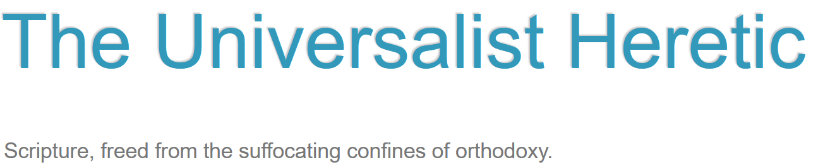 The Universalist Heretic
Scripture, freed from the suffocating confines of orthodoxy.